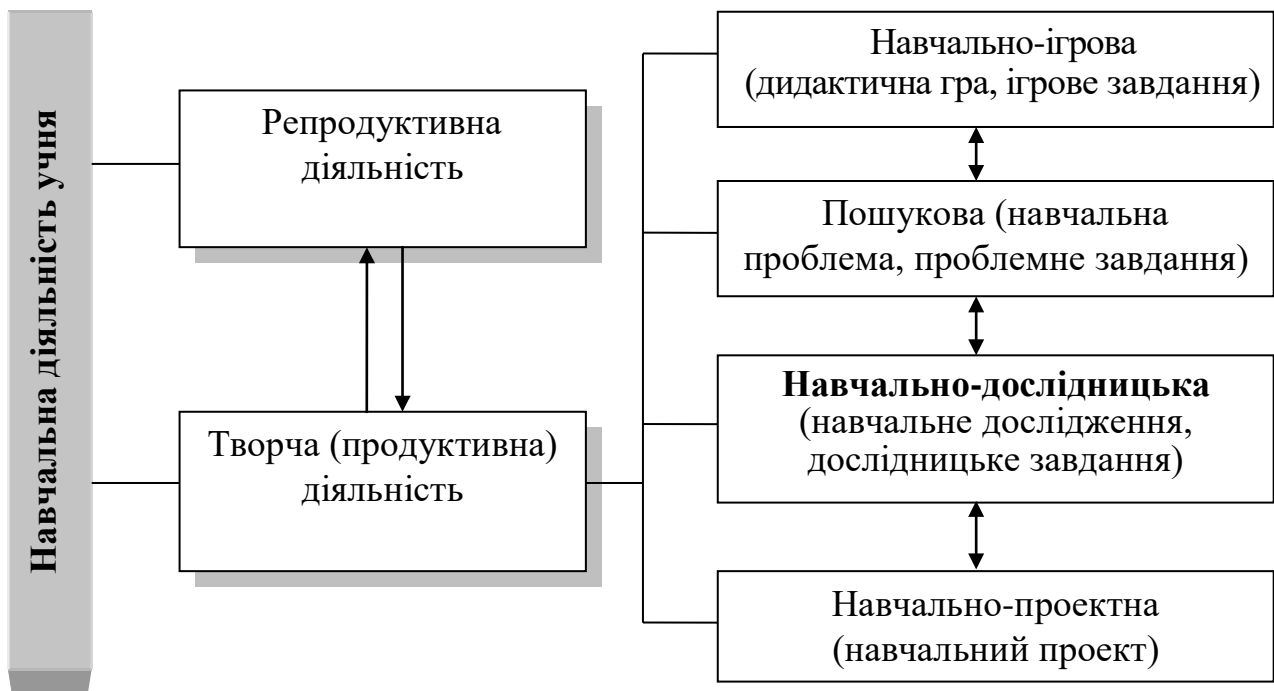 Навчальна діяльність учня
Репродуктивна
діяльність
Творча (продуктивна)
діяльність
Навчально-ігрова
(дидактична гра, ігрове завдання)
Пошукова (навчальна
проблема, проблемне завдання)
Навчально-дослідницька
(навчальне дослідження,
дослідницьке завдання)
Навчально-проектна
(навчальний проект)